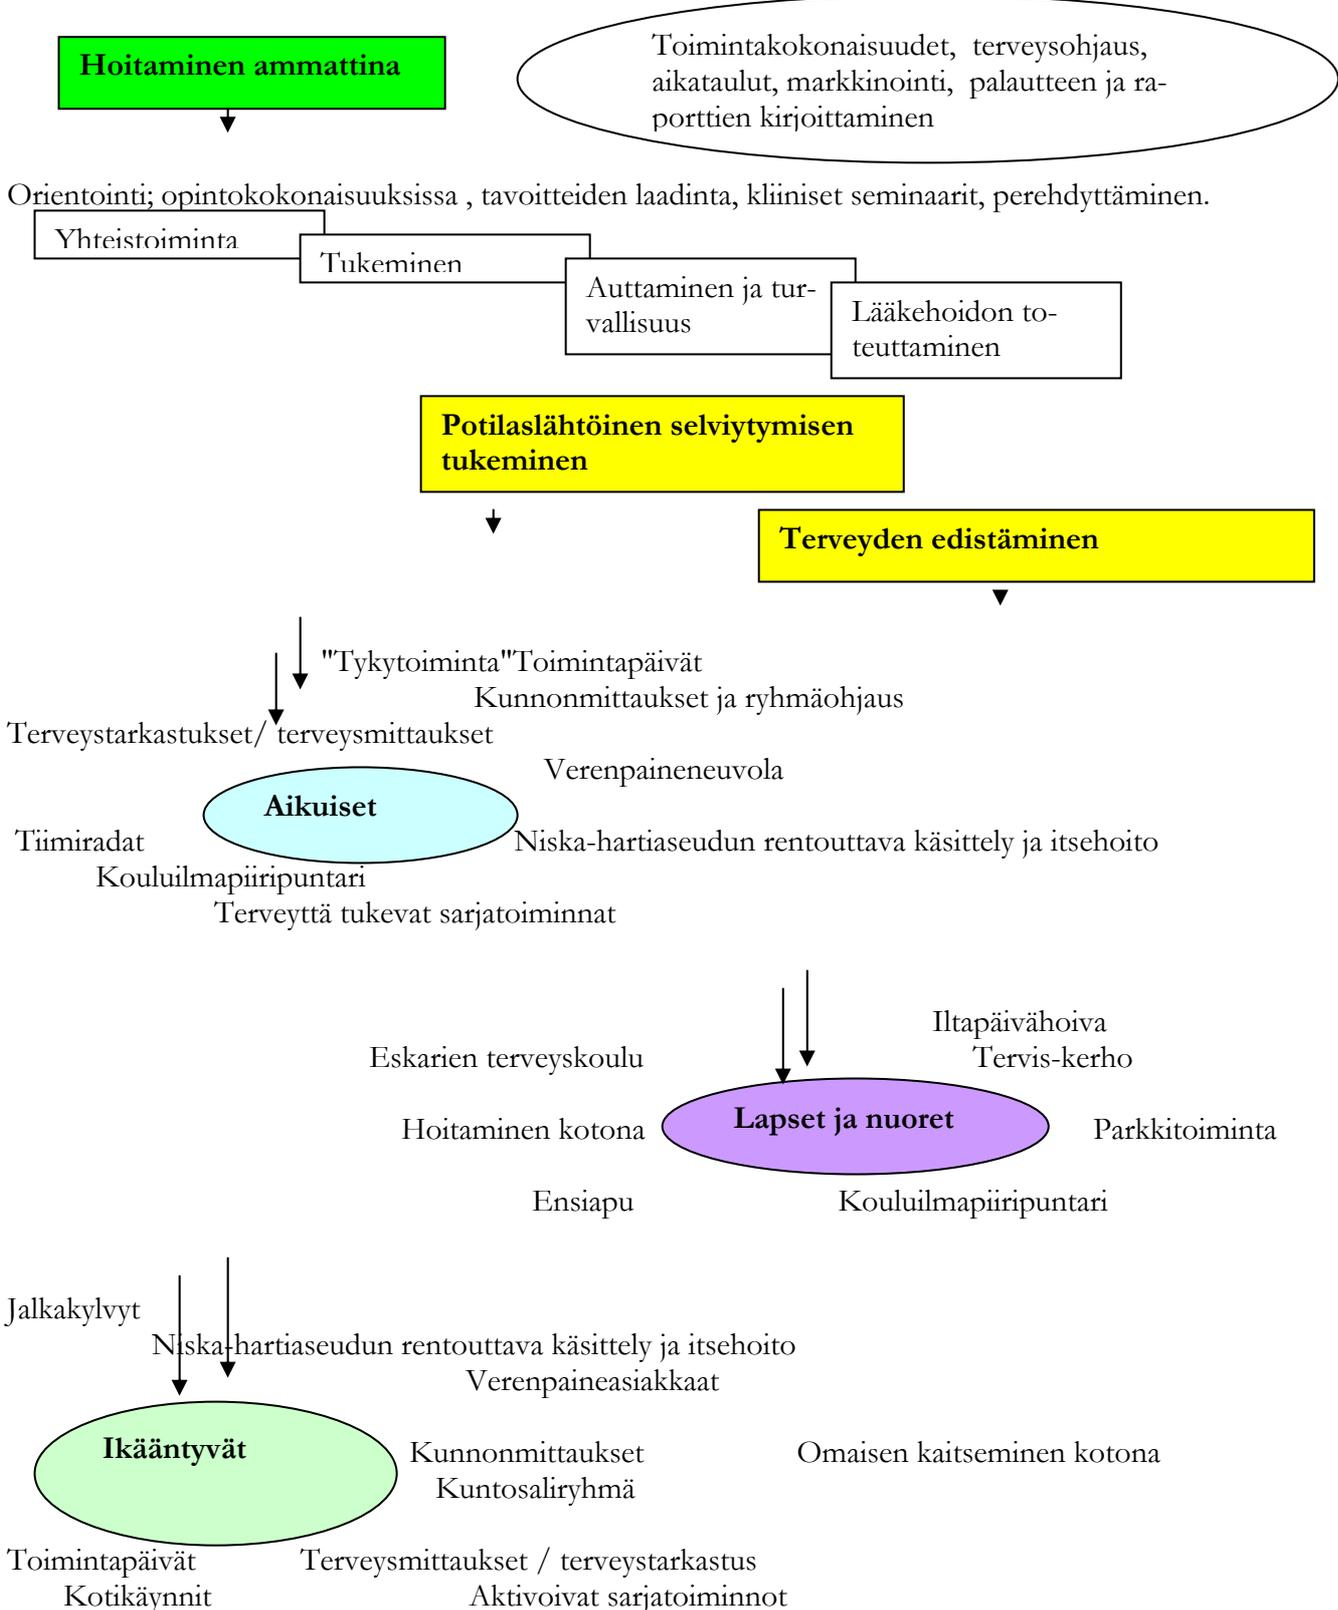 Hoitaminen ammattina
Toimintakokonaisuudet, terveysohjaus,
aikataulut, markkinointi, palautteen ja ra-
porttien kirjoittaminen
Orientointi; opintokokonaisuuksissa , tavoitteiden laadinta, kliiniset seminaarit, perehdyttäminen.
Yhteistoiminta
Tukeminen
Auttaminen ja tur-
vallisuus
Lääkehoidon to-
teuttaminen
Potilaslähtöinen selviytymisen
tukeminen
Terveyden edistäminen
"Tykytoiminta"Toimintapäivät
Kunnonmittaukset ja ryhmäohjaus
Terveystarkastukset/ terveysmittaukset
Verenpaineneuvola
Aikuiset
Tiimiradat
Niska-hartiaseudun rentouttava käsittely ja itsehoito
Kouluilmapiiripuntari
Terveyttä tukevat sarjatoiminnat
Iltapäivähoiva
Eskarien terveyskoulu
Tervis-kerho
Hoitaminen kotona
Lapset ja nuoret
Parkkitoiminta
Ensiapu
Kouluilmapiiripuntari
Jalkakylvyt
Niska-hartiaseudun rentouttava käsittely ja itsehoito
Verenpaineasiakkaat
Ikääntyvät
Kunnonmittaukset
Omaisen kaitseminen kotona
Kuntosaliryhmä
Toimintapäivät
Terveysmittaukset / terveystarkastus
Kotikäynnit
Aktivoivat sarjatoiminnot